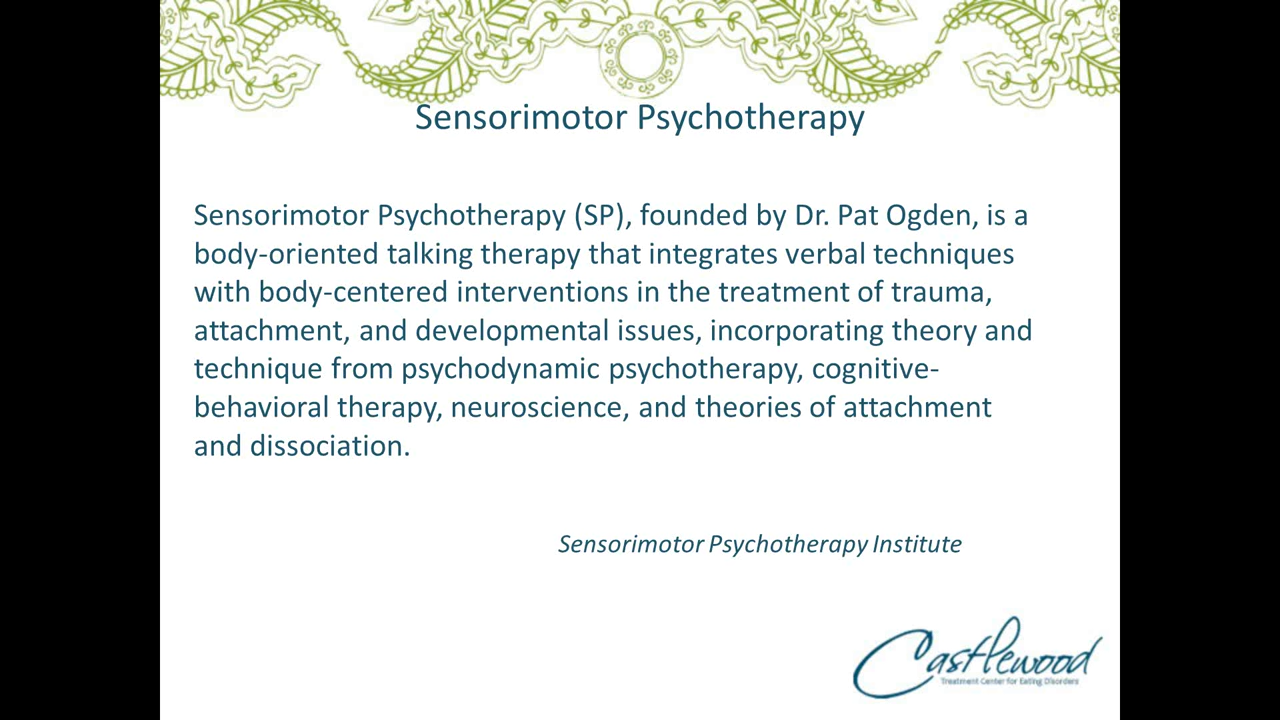 Sensorimotor Psychotherapy
Sensorimotor Psychotherapy (SP), founded by Dr. Pat Ogden, is a
body-oriented talking therapy that integrates verbal techniques
with body-centered interventions in the treatment of trauma,
attachment, and developmental issues, incorporating theory and
technique from psychodynamic psychotherapy, cognitive-
behavioral therapy, neuroscience, and theories of attachment
and dissociation.
Sensorimotor Psychotherapy Institute
Castlewood
Treatment Center for Eating Disorders